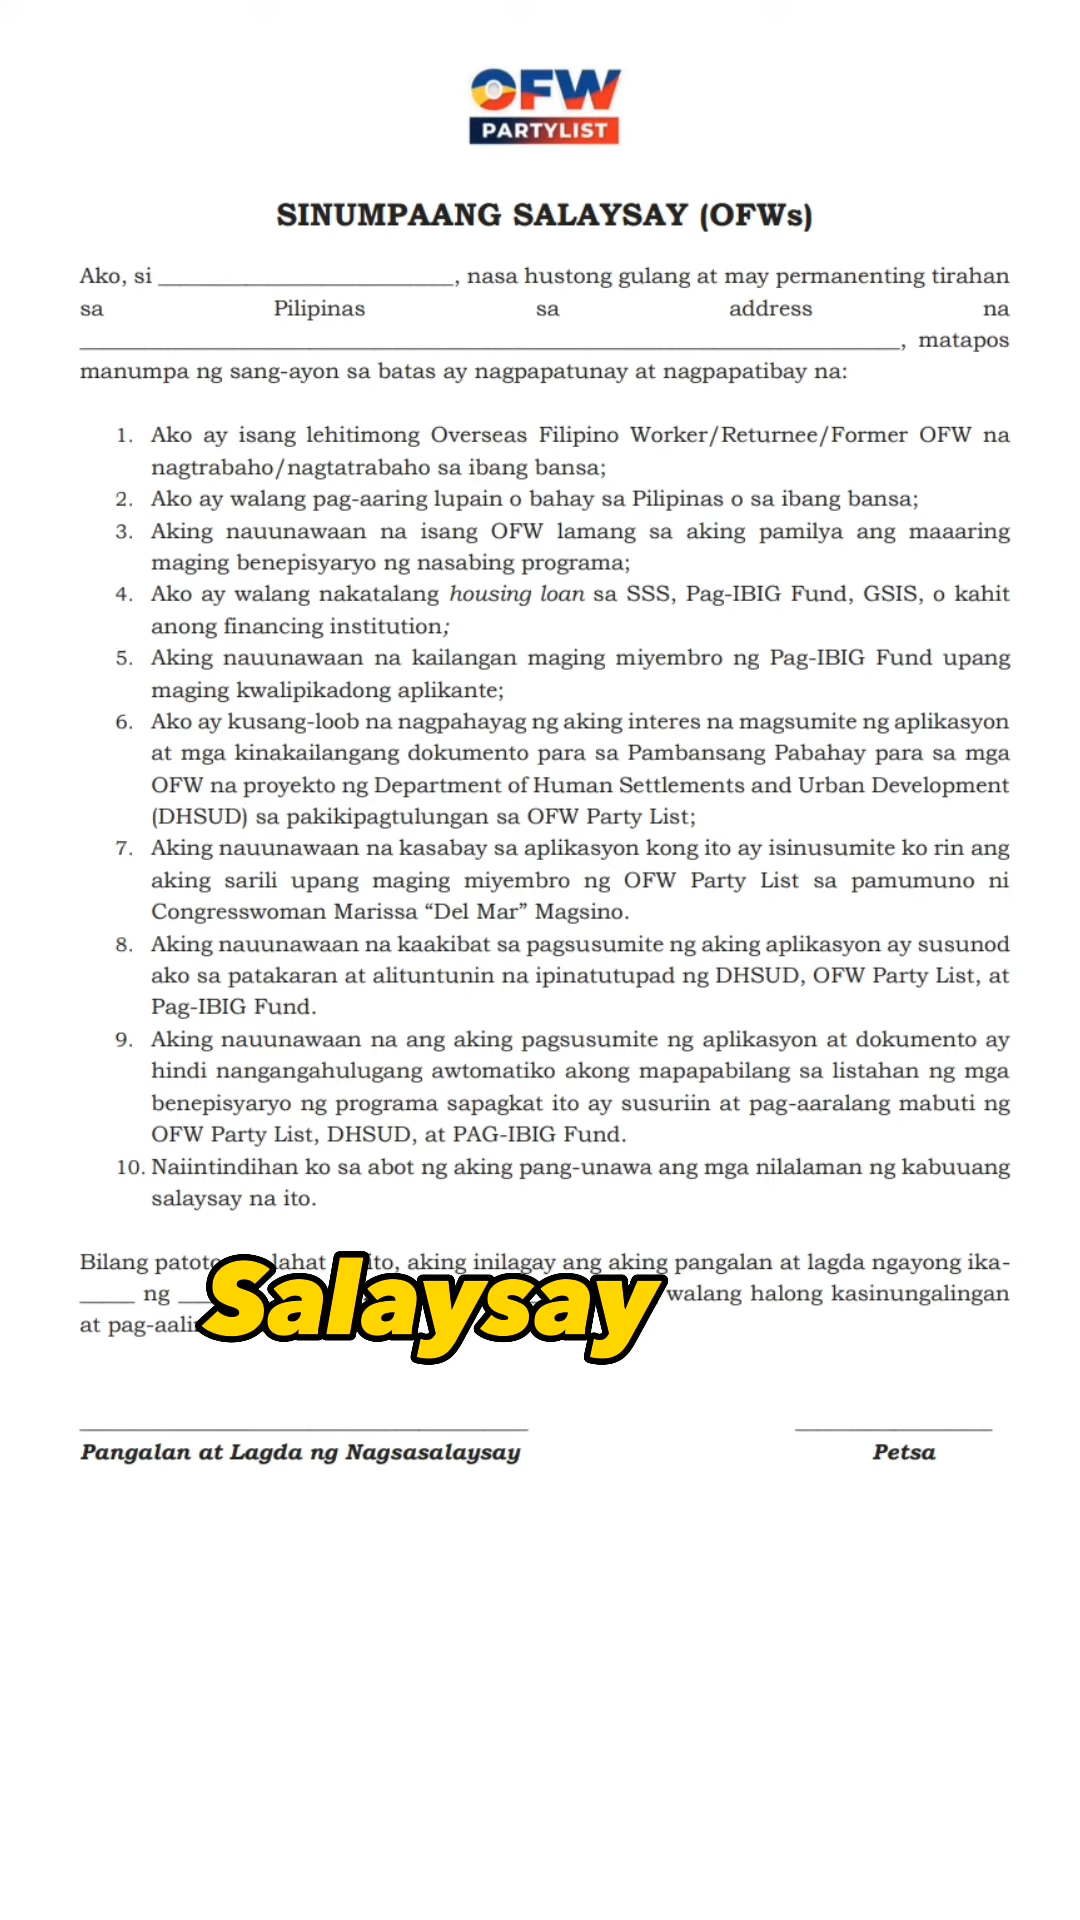 OFW
PARTYLIST
SINUMPAANG SALAYSAY (OFWs)
Ako, si ___________________________, nasa hustong gulang at may permanenting tirahan
sa Pilipinas sa address na
___________________________________________________________________________, matapos
manumpa ng sang-ayon sa batas ay nagpapatunay at nagpapatibay na:
1. Ako ay isang lehitimong Overseas Filipino Worker/Returnee/Former OFW na
nagtrabaho/nagtatrabaho sa ibang bansa;
2. Ako ay walang pag-aaring lupain o bahay sa Pilipinas o sa ibang bansa;
3. Aking nauunawaan na isang OFW lamang sa aking pamilya ang maaaring
maging benepisyaryo ng nasabing programa;
4. Ako ay walang nakatalang housing loan sa SSS, Pag-IBIG Fund, GSIS, o kahit
anong financing institution;
5. Aking nauunawaan na kailangan maging miyembro ng Pag-IBIG Fund upang
maging kwalipikadong aplikante;
6. Ako ay kusang-loob na nagpahayag ng aking interes na magsumite ng aplikasyon
at mga kinakailangang dokumento para sa Pambansang Pabahay para sa mga
OFW na proyekto ng Department of Human Settlements and Urban Development
(DHSUD) sa pakikipagtulungan sa OFW Party List;
7. Aking nauunawaan na kasabay sa aplikasyon kong ito ay isinusumite ko rin ang
aking sarili upang maging miyembro ng OFW Party List sa pamumuno ni
Congresswoman Marissa “Del Mar” Magsino.
8. Aking nauunawaan na kaakibat sa pagsusumite ng aking aplikasyon ay susunod
ako sa patakaran at alituntunin na ipinatutupad ng DHSUD, OFW Party List, at
Pag-IBIG Fund.
9. Aking nauunawaan na ang aking pagsusumite ng aplikasyon at dokumento ay
hindi nangangahulugang awtomatiko akong mapapabilang sa listahan ng mga
benepisyaryo ng programa sapagkat ito ay susuriin at pag-aaralang mabuti ng
OFW Party List, DHSUD, at PAG-IBIG Fund.
10. Naiintindihan ko sa abot ng aking pang-unawa ang mga nilalaman ng kabuuang
salaysay na ito.
Bilang ito, aking inilagay ang aking pangalan at lagda ngayong ika-
_____ ng ___ walang halong kasinungalingan
at
Salaysay
Pangalan at Lagda ng Nagsasalaysay Petsa